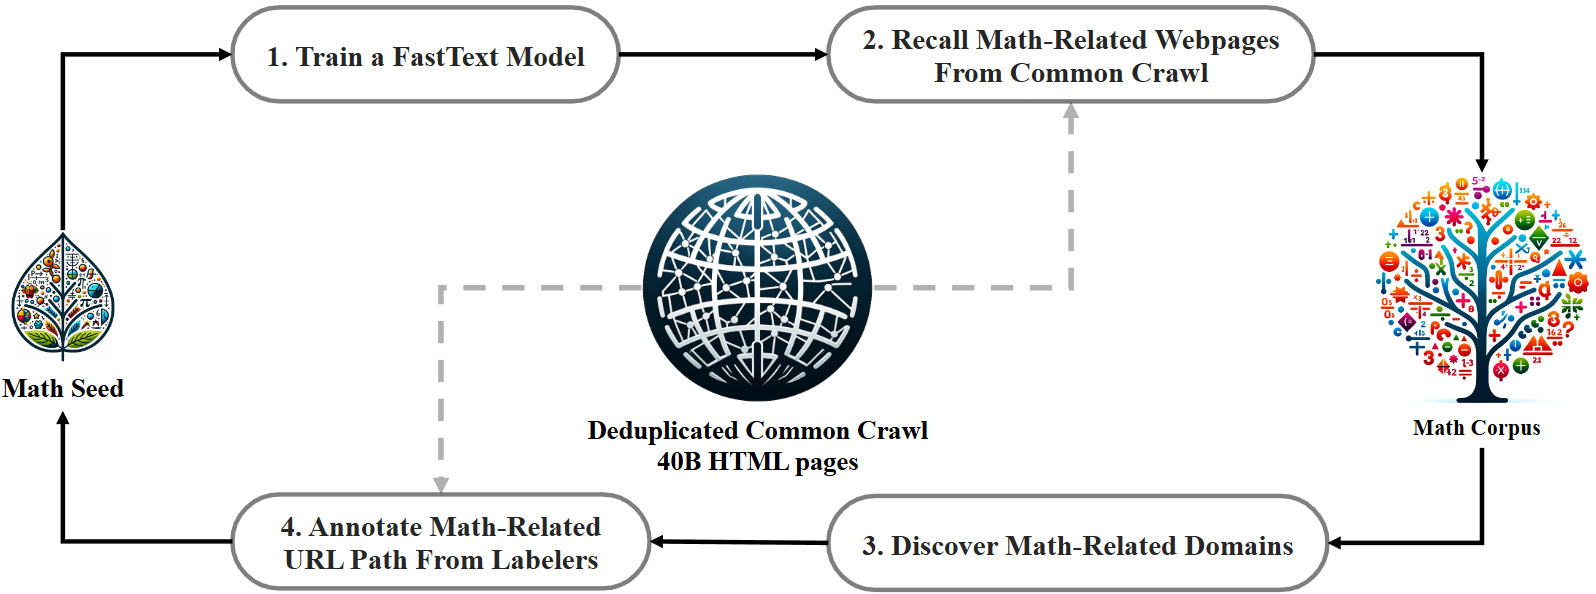 1. Train a FastText Model
2. Recall Math-Related Webpages
From Common Crawl
Math Seed
Deduplicated Common Crawl
40B HTML pages
Math Corpus
4. Annotate Math-Related
URL Path From Labelers
3. Discover Math-Related Domains